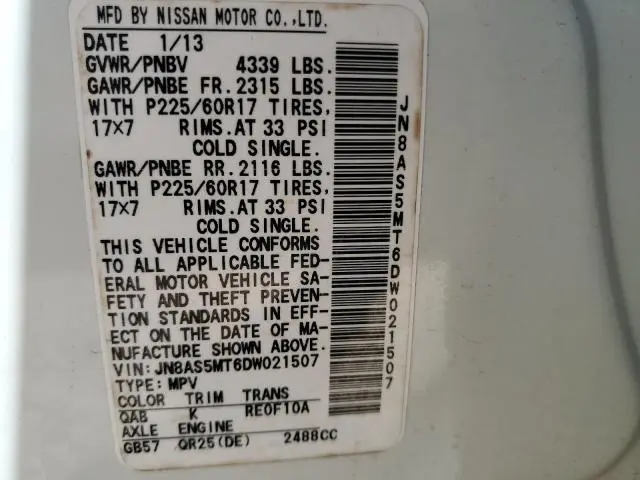 MFD BY NISSAN MOTOR CO.,LTD.
DATE 1/13
GVWR/PNBV 4339 LBS.
GAWR/PNBE FR.2315 LBS.
WITH P225/60R17 TIRES,
17×7 RIMS.AT 33 PSI
COLD SINGLE.
GAWR/PNBE RR.2116 LBS.
WITH P225/60R17 TIRES,
17×7 RIMS.AT 33 PSI
COLD SINGLE.
THIS VEHICLE CONFORMS
TO ALL APPLICABLE FED-
ERAL MOTOR VEHICLE SA-
FETY AND THEFT PREVEN-
TION STANDARDS IN EFF-
ECT ON THE DATE OF MA-
NUFACTURE SHOWN ABOVE.
VIN:JN8AS5MT6DW021507
TYPE:MPV
COLOR TRIM TRANS
QAB K RE0F10A
AXLE ENGINE
GB57 QR25(DE) 2488CC
JN8AS5MT6DW021507